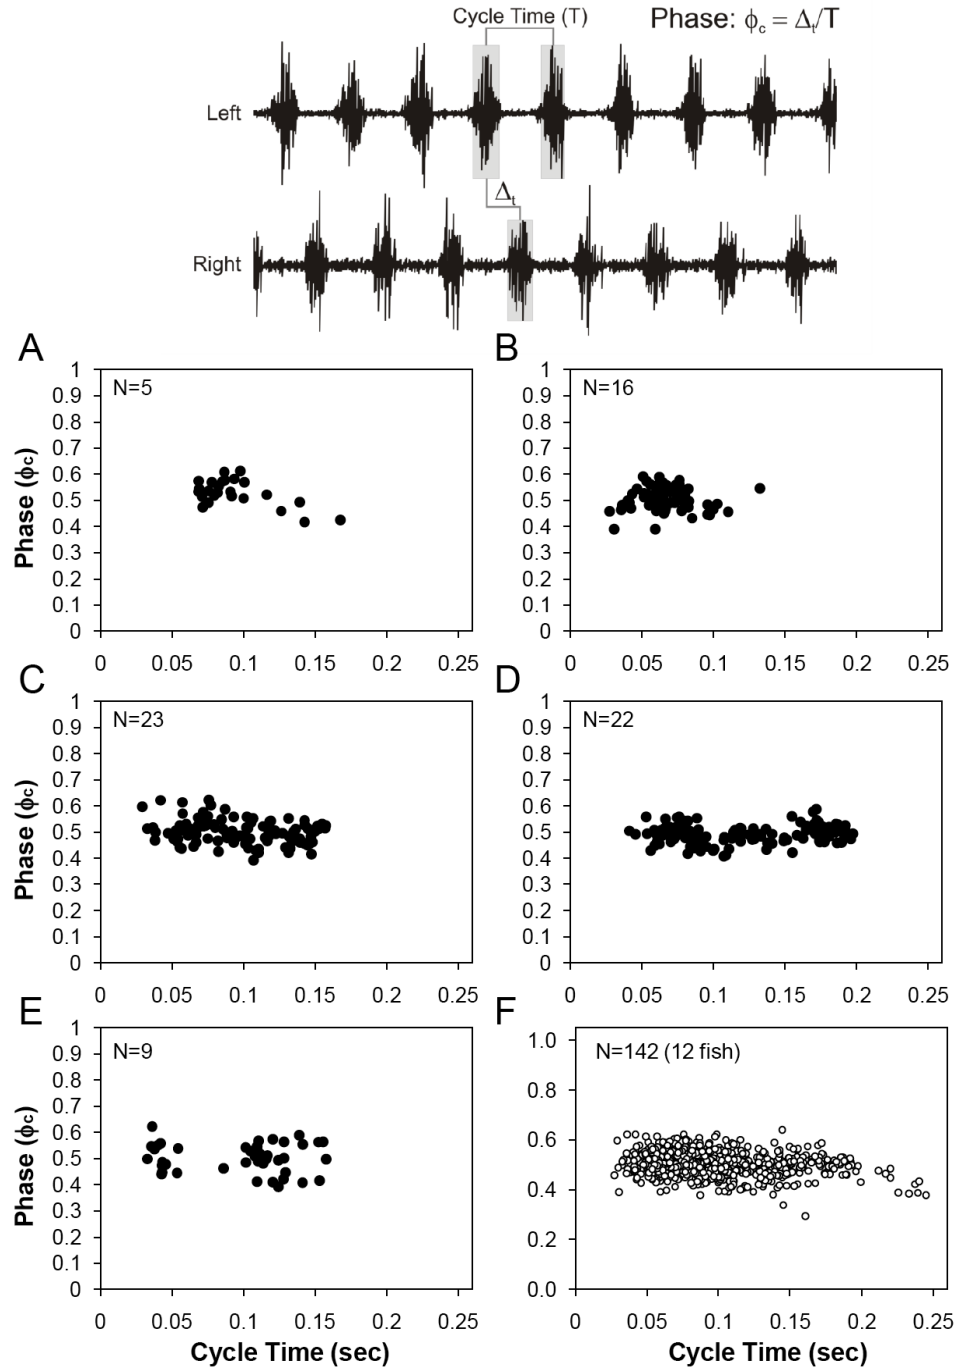 Cycle Time (T)
Phase: ϕc = Δt/T
Left
Δt
Right
A
B
1
0.9
0.8
0.7
0.6
0.5
0.4
0.3
0.2
0.1
0
Phase (ϕc)
N=5
0 0.05 0.1 0.15 0.2 0.25
1
0.9
0.8
0.7
0.6
0.5
0.4
0.3
0.2
0.1
0
N=16
0 0.05 0.1 0.15 0.2 0.25
C
D
1
0.9
0.8
0.7
0.6
0.5
0.4
0.3
0.2
0.1
0
Phase (ϕc)
N=23
0 0.05 0.1 0.15 0.2 0.25
1
0.9
0.8
0.7
0.6
0.5
0.4
0.3
0.2
0.1
0
N=22
0 0.05 0.1 0.15 0.2 0.25
E
F
1
0.9
0.8
0.7
0.6
0.5
0.4
0.3
0.2
0.1
0
Phase (ϕc)
N=9
0 0.05 0.1 0.15 0.2 0.25
Cycle Time (sec)
1.0
0.8
0.6
0.4
0.2
0.0
N=142 (12 fish)
0 0.05 0.1 0.15 0.2 0.25
Cycle Time (sec)